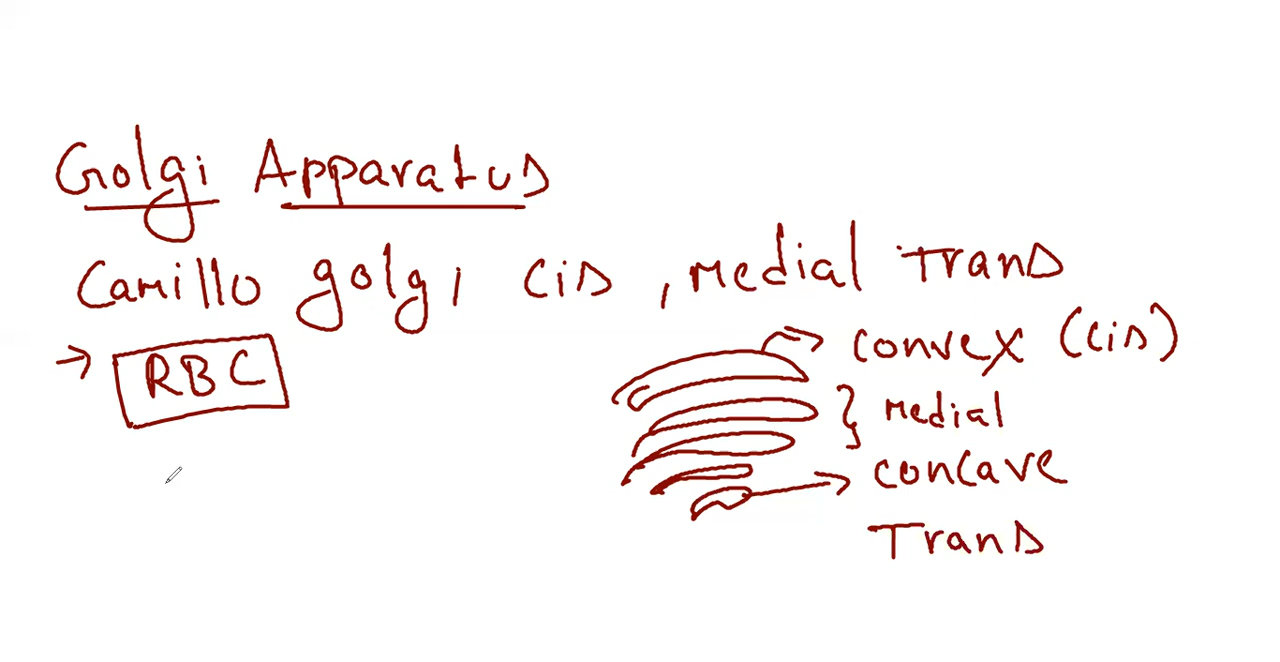 Golgi Apparatus
Camillo golgi cis, Medial Trans
→ RBC
convex (cis)
Medial
concave
Trans